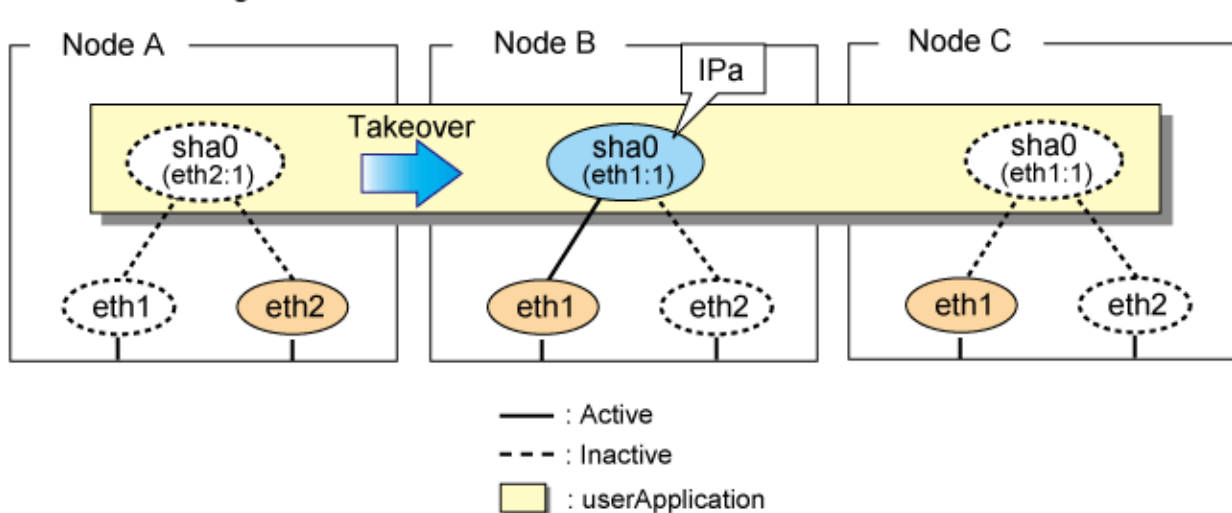 Node A
Node B
Node C
IPa
Takeover
sha0
(eth2:1)
sha0
(eth1:1)
sha0
(eth1:1)
eth1
eth2
eth1
eth2
eth1
eth2
: Active
: Inactive
: userApplication